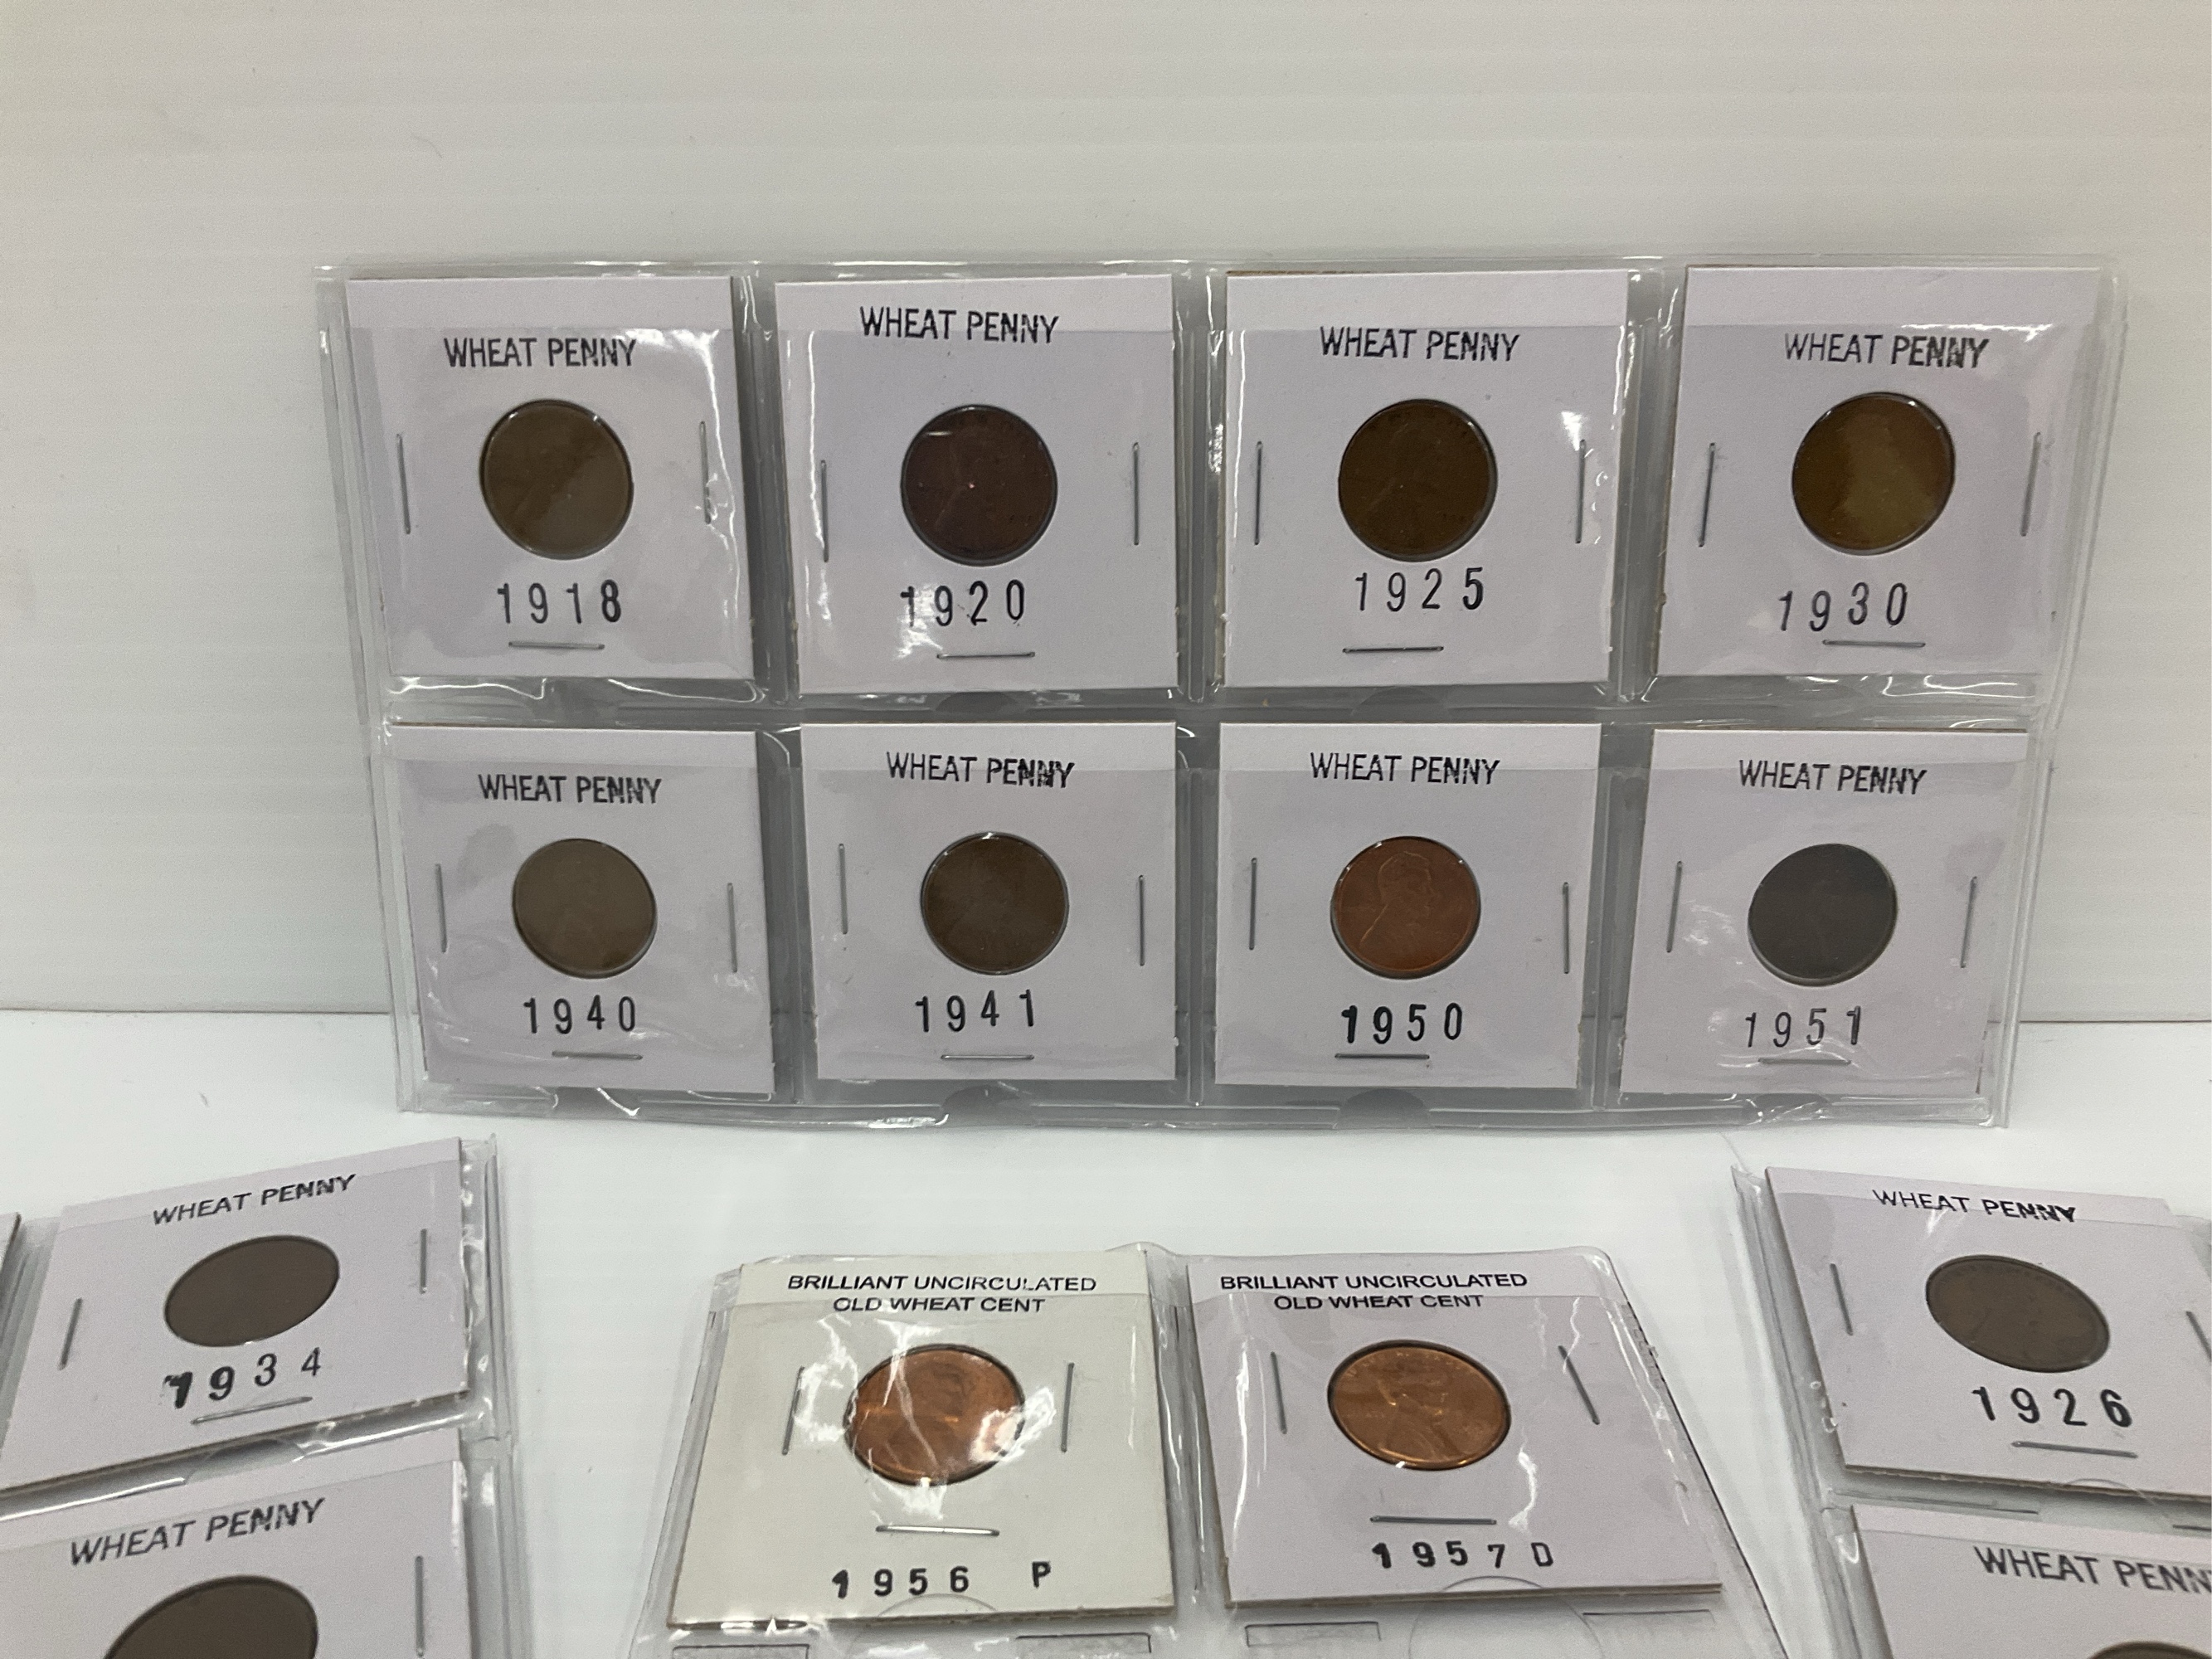 WHEAT PENNY
1918
WHEAT PENNY
1920
WHEAT PENNY
1925
WHEAT PENNY
1930
WHEAT PENNY
1940
WHEAT PENNY
1941
WHEAT PENNY
1950
WHEAT PENNY
1951
WHEAT PENNY
1934
WHEAT PENNY
BRILLIANT UNCIRCULATED
OLD WHEAT CENT
1956 P
BRILLIANT UNCIRCULATED
OLD WHEAT CENT
1957 D
WHEAT PENNY
1926
WHEAT PENN